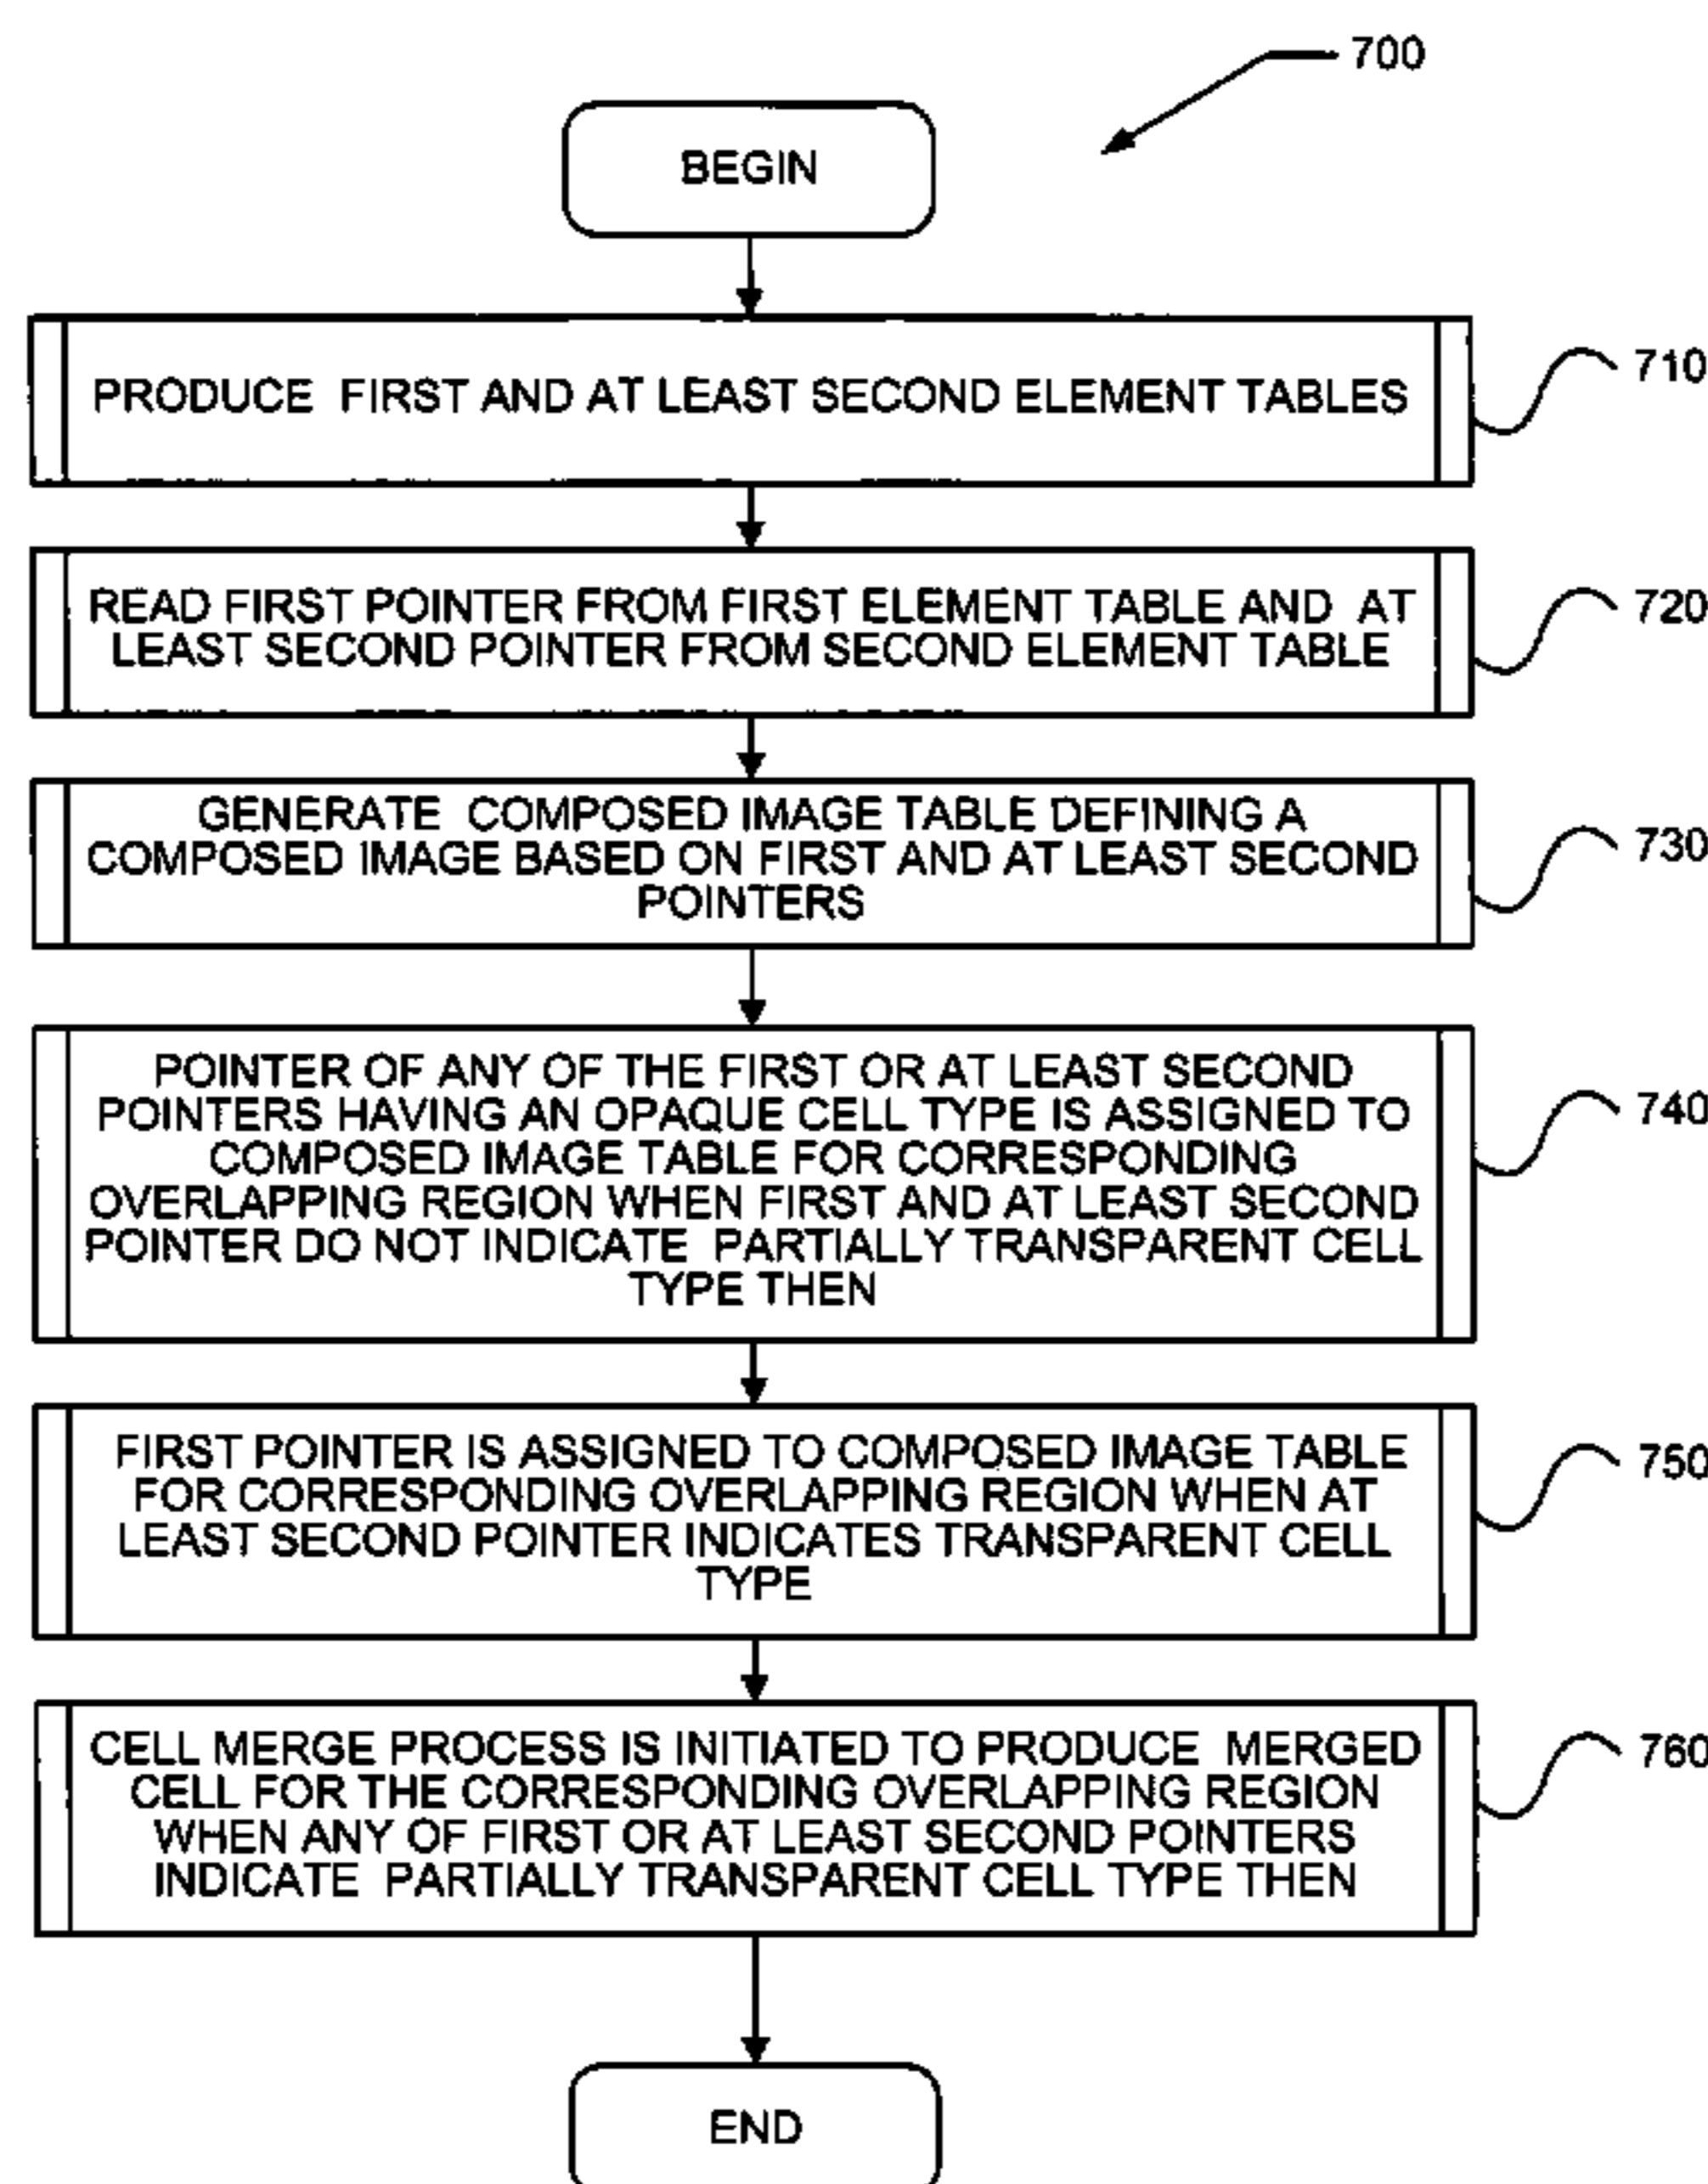 700
BEGIN
PRODUCE FIRST AND AT LEAST SECOND ELEMENT TABLES
710
READ FIRST POINTER FROM FIRST ELEMENT TABLE AND AT
LEAST SECOND POINTER FROM SECOND ELEMENT TABLE
720
GENERATE COMPOSED IMAGE TABLE DEFINING A
COMPOSED IMAGE BASED ON FIRST AND AT LEAST SECOND
POINTERS
730
POINTER OF ANY OF THE FIRST OR AT LEAST SECOND
POINTERS HAVING AN OPAQUE CELL TYPE IS ASSIGNED TO
COMPOSED IMAGE TABLE FOR CORRESPONDING
OVERLAPPING REGION WHEN FIRST AND AT LEAST SECOND
POINTER DO NOT INDICATE PARTIALLY TRANSPARENT CELL
TYPE THEN
740
FIRST POINTER IS ASSIGNED TO COMPOSED IMAGE TABLE
FOR CORRESPONDING OVERLAPPING REGION WHEN AT
LEAST SECOND POINTER INDICATES TRANSPARENT CELL
TYPE
750
CELL MERGE PROCESS IS INITIATED TO PRODUCE MERGED
CELL FOR THE CORRESPONDING OVERLAPPING REGION
WHEN ANY OF FIRST OR AT LEAST SECOND POINTERS
INDICATE PARTIALLY TRANSPARENT CELL TYPE THEN
760
END